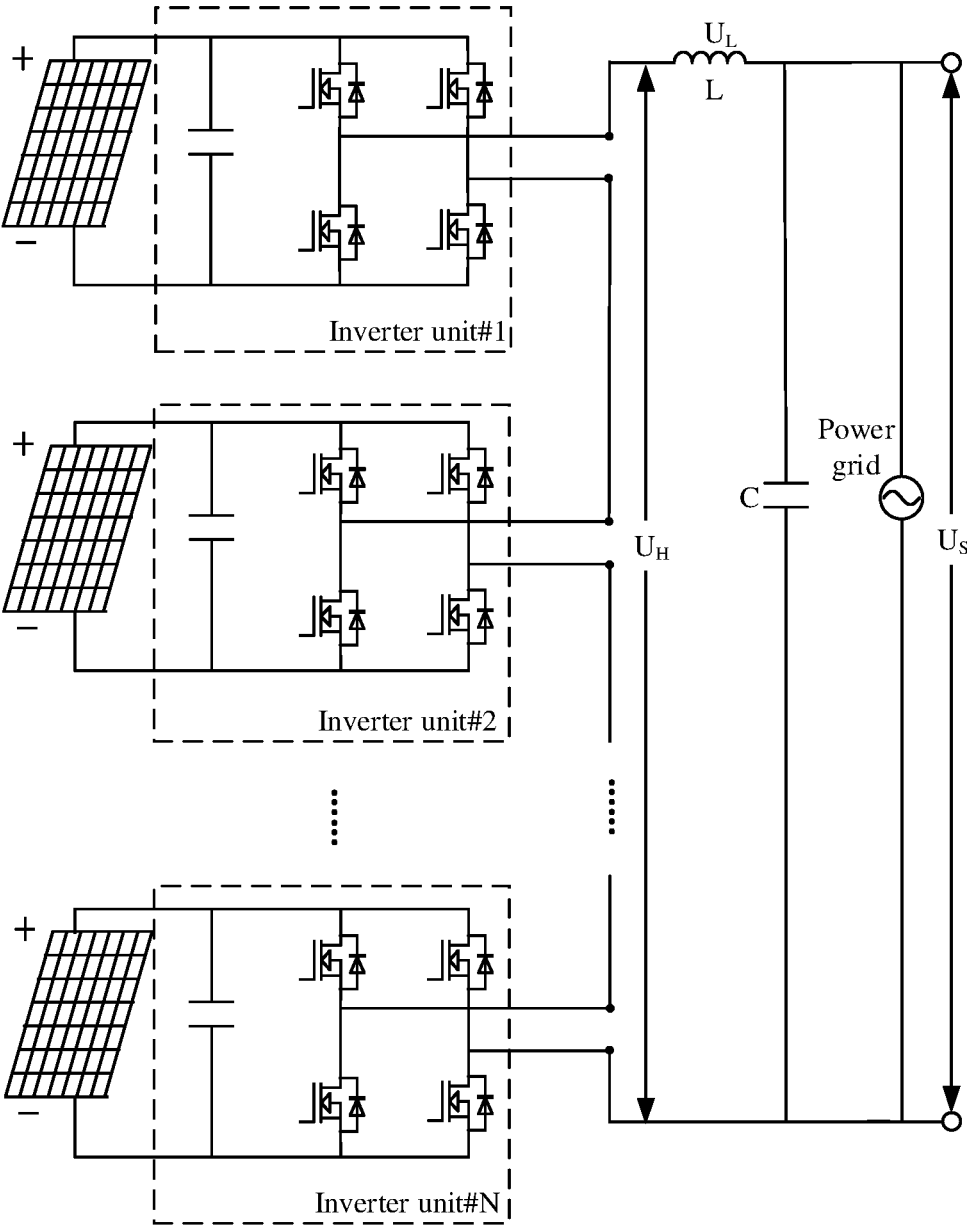 +
−
Inverter unit#1
U_L
L
+
−
Inverter unit#2
Power
grid
C
U_H
U_S
+
−
Inverter unit#N